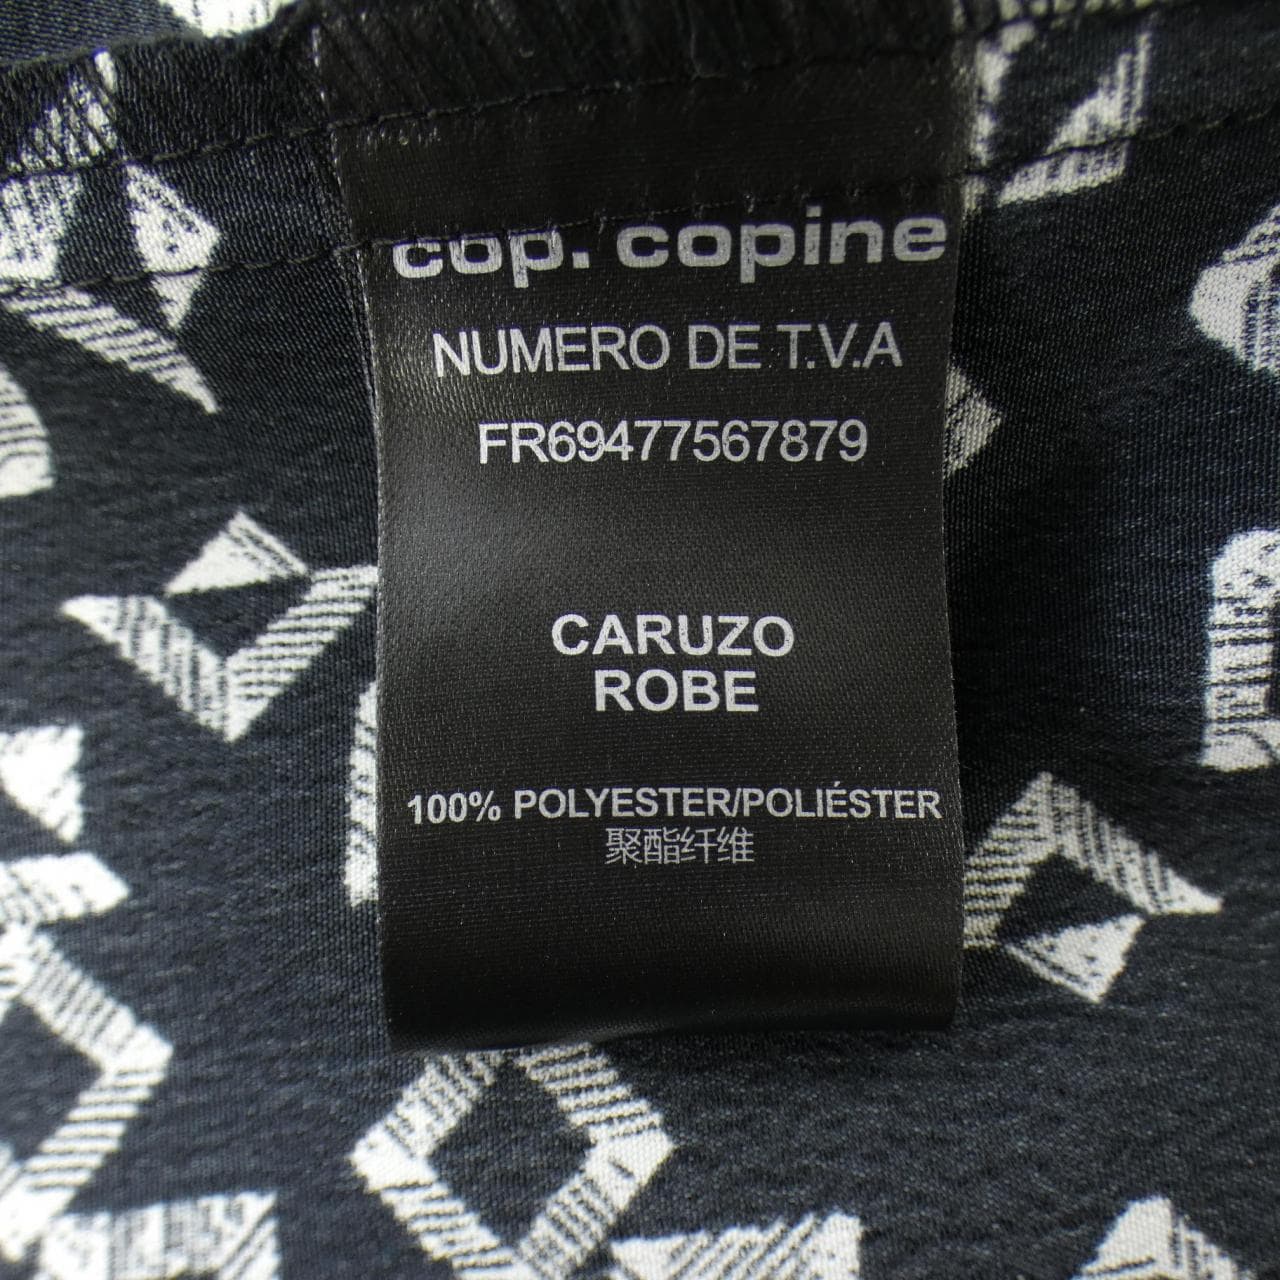 cop. copine
NUMERO DE T.V.A
FR69477567879
CARUZO
ROBE
100% POLYESTER/POLIÉSTER
聚酯纤维